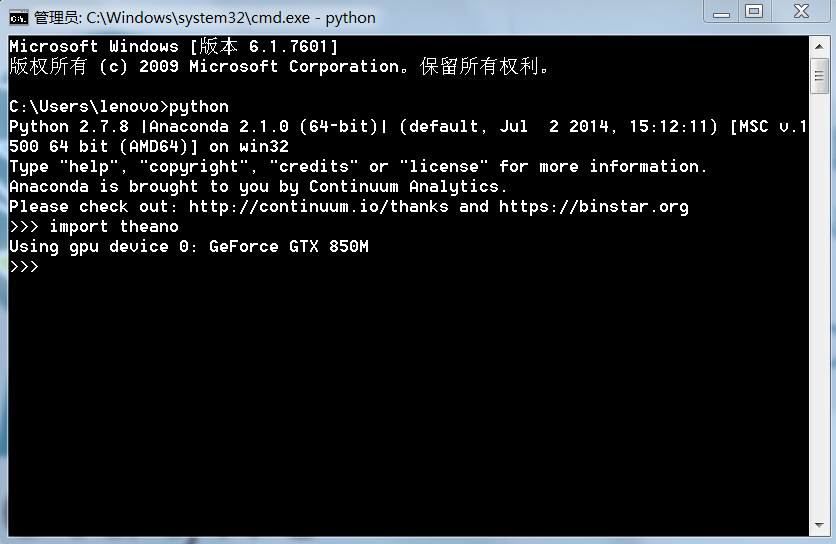 管理员: C:\Windows\system32\cmd.exe - python
Microsoft Windows [版本 6.1.7601]
版权所有 (c) 2009 Microsoft Corporation。保留所有权利。
C:\Users\lenovo>python
Python 2.7.8 |Anaconda 2.1.0 (64-bit)| (default, Jul  2 2014, 15:12:11) [MSC v.1
500 64 bit (AMD64)] on win32
Type "help", "copyright", "credits" or "license" for more information.
Anaconda is brought to you by Continuum Analytics.
Please check out: http://continuum.io/thanks and https://binstar.org
>>> import theano
Using gpu device 0: GeForce GTX 850M
>>>